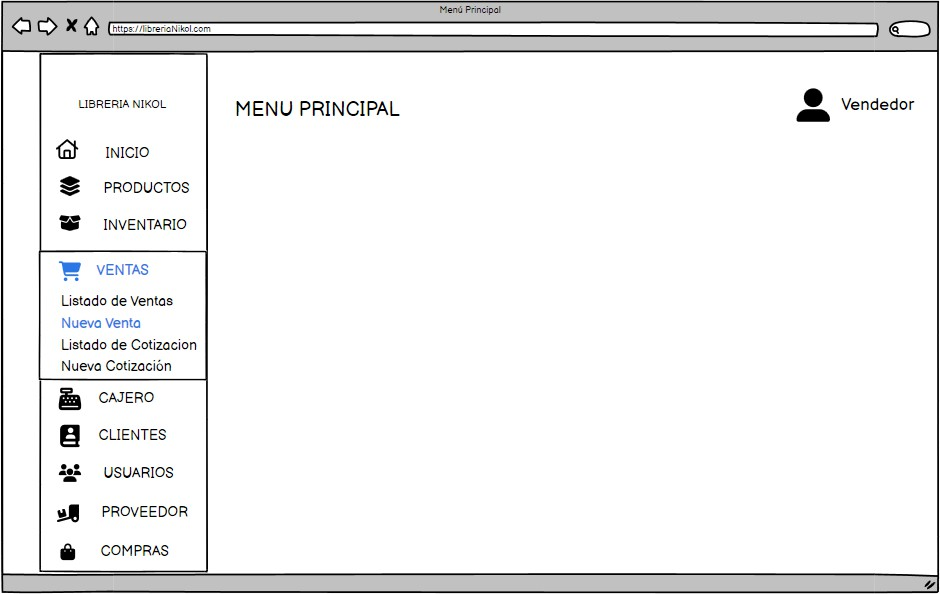 Menú Principal
https://libreriaNikol.com
LIBRERIA NIKOL
MENU PRINCIPAL
Vendedor
INICIO
PRODUCTOS
INVENTARIO
VENTAS
Listado de Ventas
Nueva Venta
Listado de Cotizacion
Nueva Cotización
CAJERO
CLIENTES
USUARIOS
PROVEEDOR
COMPRAS